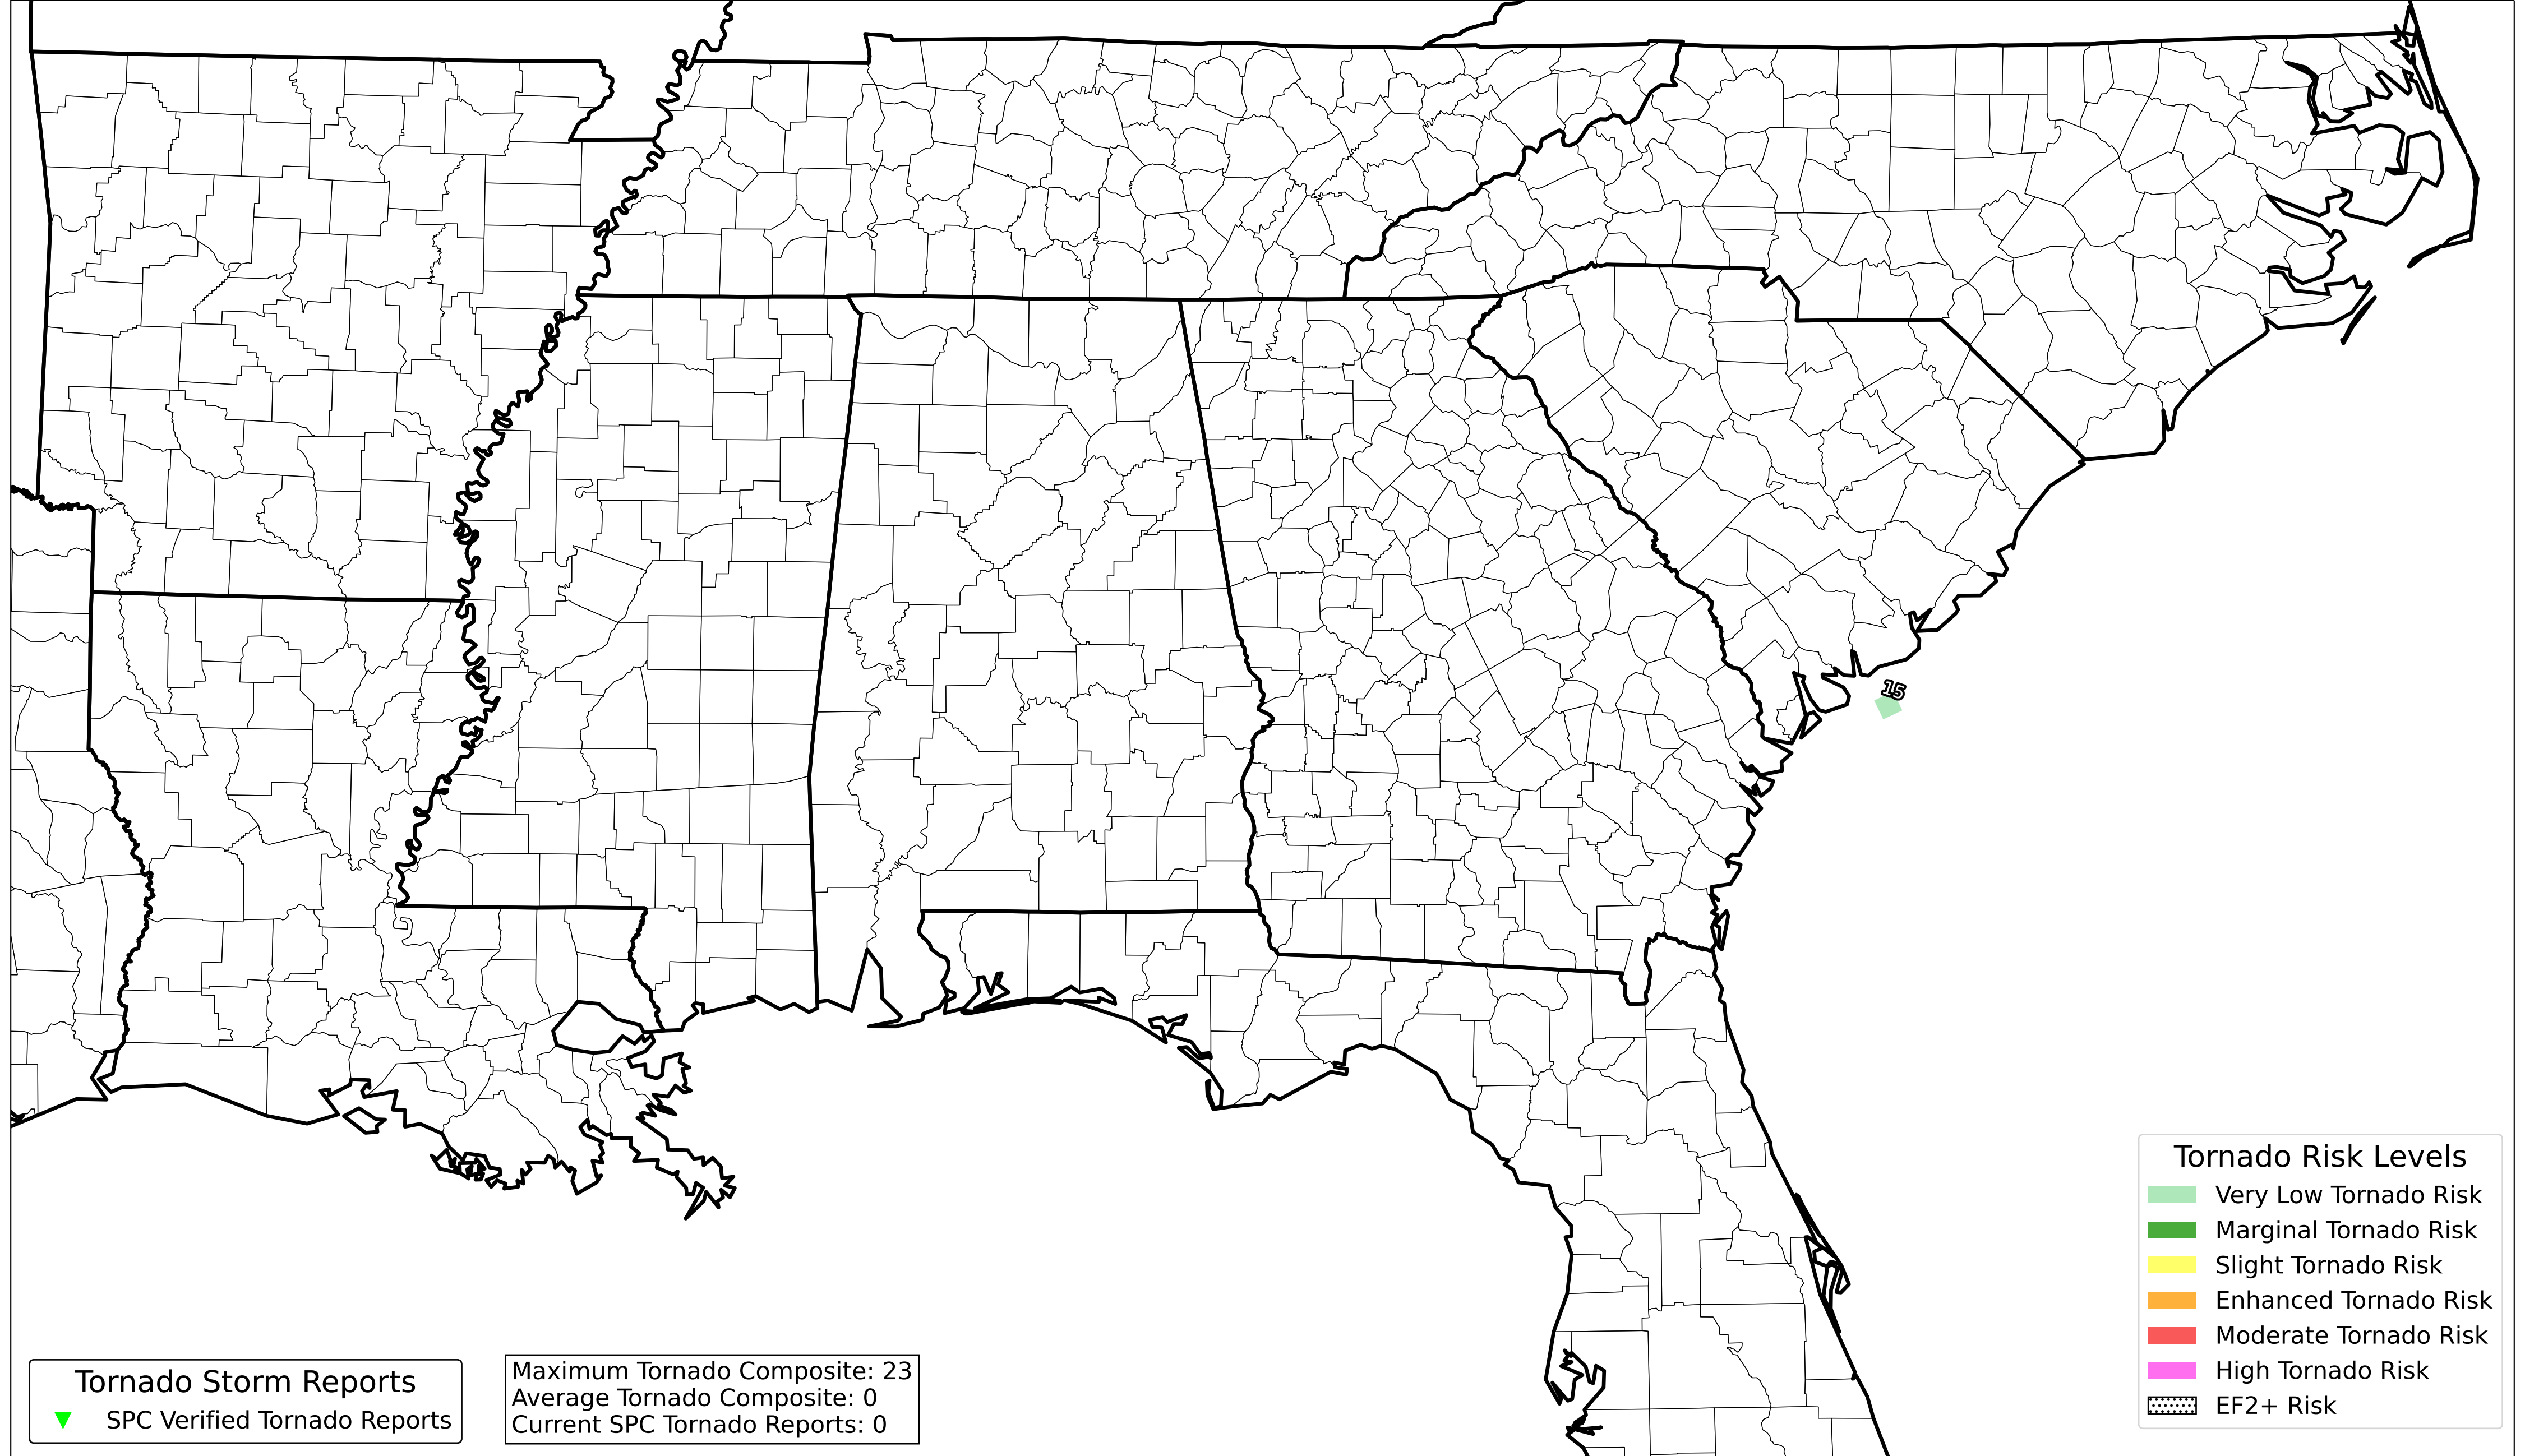 15
Tornado Risk Levels
Very Low Tornado Risk
Marginal Tornado Risk
Slight Tornado Risk
Enhanced Tornado Risk
Moderate Tornado Risk
High Tornado Risk
EF2+ Risk
Tornado Storm Reports
SPC Verified Tornado Reports
Maximum Tornado Composite: 23
Average Tornado Composite: 0
Current SPC Tornado Reports: 0